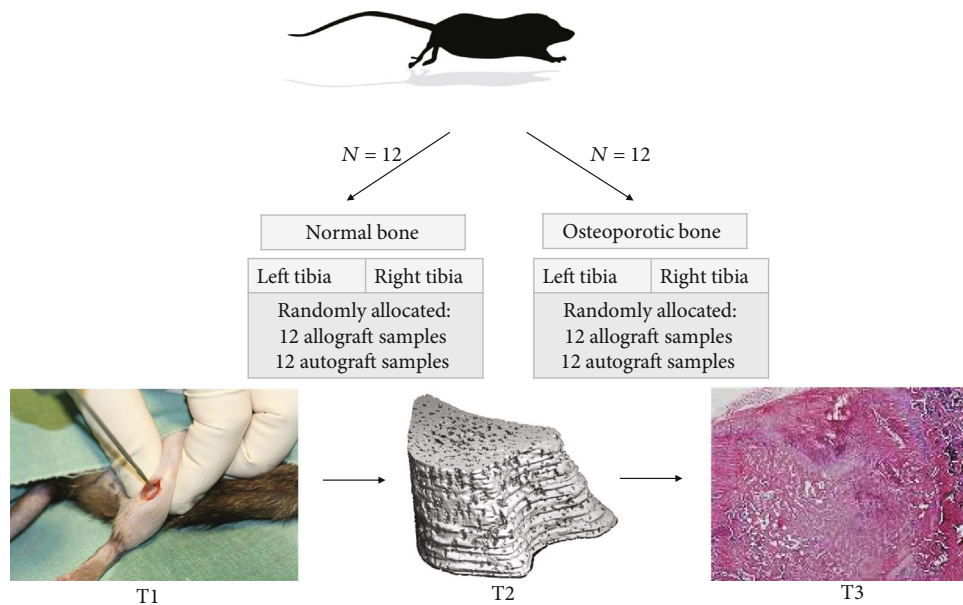 N = 12
N = 12
Normal bone
Osteoporotic bone
Left tibia
Right tibia
Left tibia
Right tibia
Randomly allocated:
12 allograft samples
12 autograft samples
Randomly allocated:
12 allograft samples
12 autograft samples
T1
T2
T3